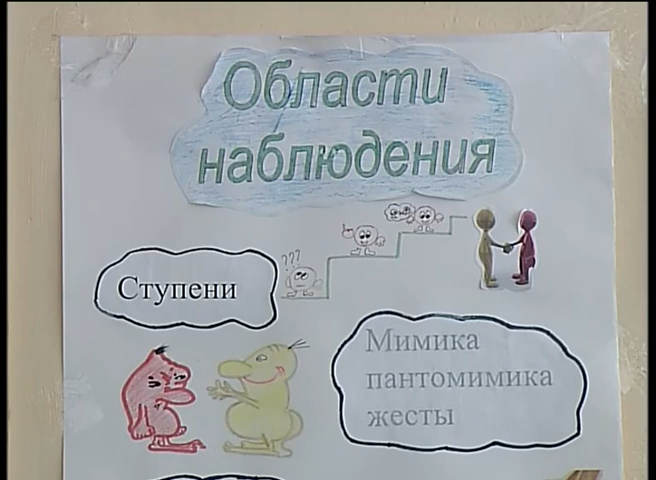 Области
наблюдения
???
Ступени
Мимика
пантомимика
жесты